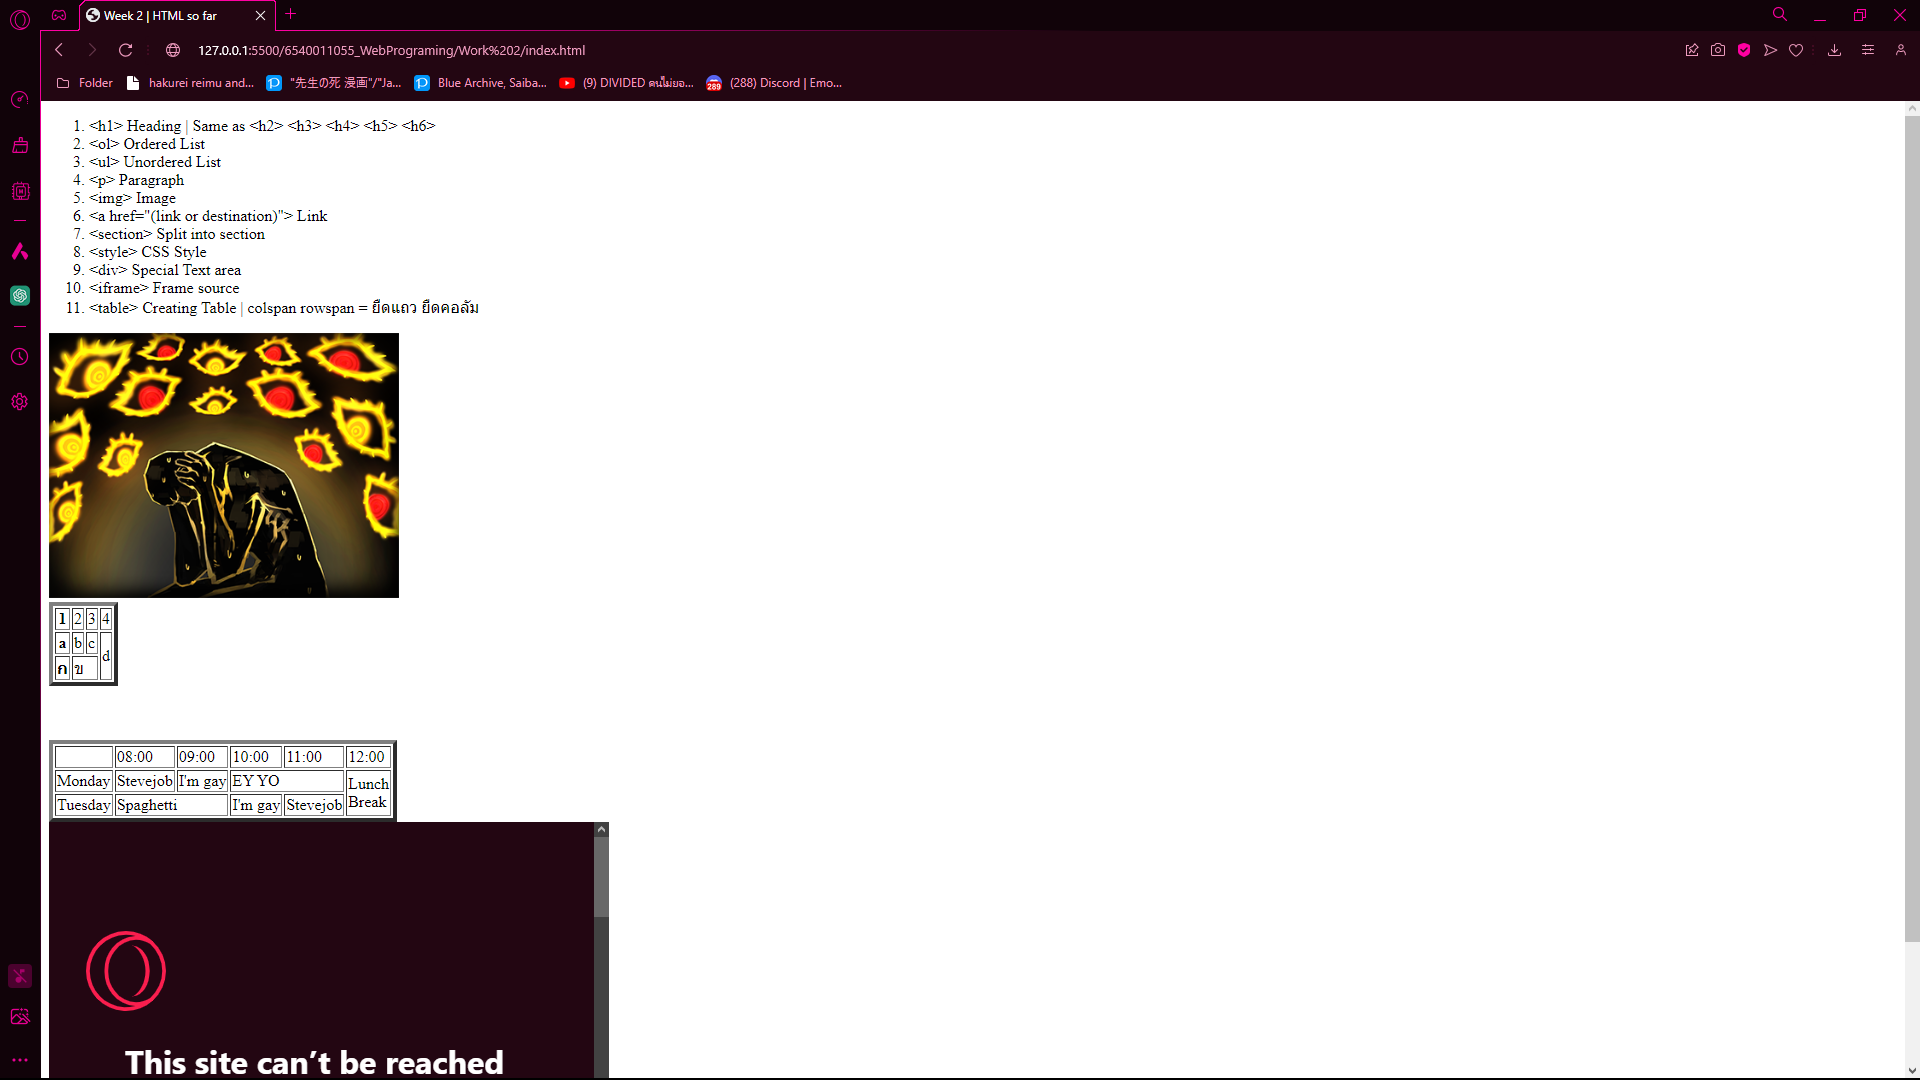 Week 2 | HTML so far
127.0.0.1:5500/6540011055_WebPrograming/Work%202/index.html
Folder hakurei reimu and... "先生の死 漫画"/"Ja... Blue Archive, Saiba... (9) DIVIDED คนไม่ยอ... 289 (288) Discord | Emo...
1. <h1> Heading | Same as <h2> <h3> <h4> <h5> <h6>
2. <ol> Ordered List
3. <ul> Unordered List
4. <p> Paragraph
5. <img> Image
6. <a href="(link or destination)"> Link
7. <section> Split into section
8. <style> CSS Style
9. <div> Special Text area
10. <iframe> Frame source
11. <table> Creating Table | colspan rowspan = ยืดแถว ยืดคอลัม
1 2 3 4
a b c d
ก ข
08:00 09:00 10:00 11:00 12:00
Monday Stevejob I'm gay EY YO Lunch Break
Tuesday Spaghetti I'm gay Stevejob
This site can’t be reached